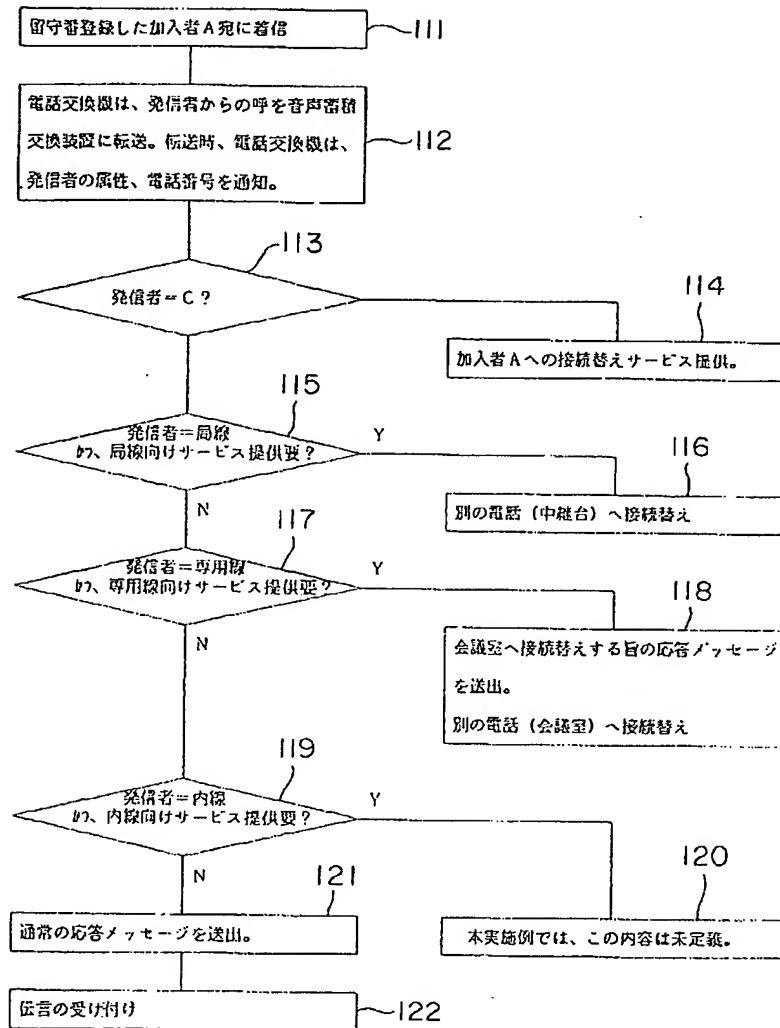 留守番登録した加入者A宛に着信
111
電話交換機は、発信者からの呼を音声蓄積
交換装置に転送。転送時、電話交換機は、
発信者の属性、電話番号を通知。
112
113
発信者=C?
114
加入者Aへの接続替えサービス提供。
115
発信者=局線
かつ、局線向けサービス提供要?
Y
116
別の電話(中継台)へ接続替え
N
117
発信者=専用線
かつ、専用線向けサービス提供要?
Y
118
会議室へ接続替えする旨の応答メッセージ
を送出。
別の電話(会議室)へ接続替え
N
119
発信者=内線
かつ、内線向けサービス提供要?
Y
120
本実施例では、この内容は未定義。
N
121
通常の応答メッセージを送出。
伝言の受け付け
122